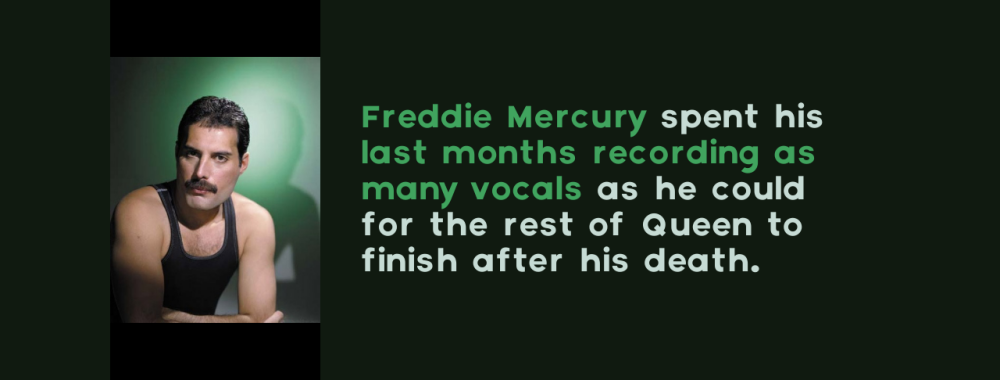 Freddie Mercury spent his
last months recording as
many vocals as he could
for the rest of Queen to
finish after his death.